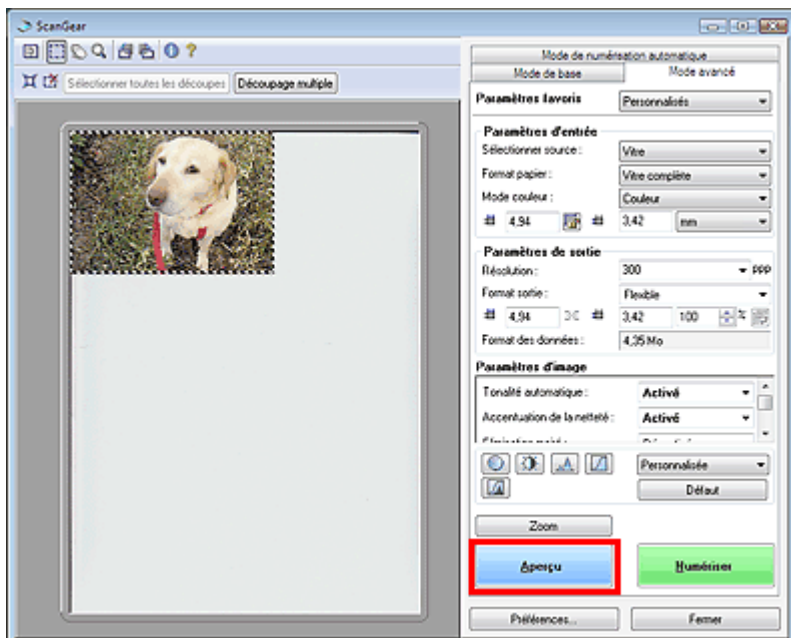 ScanGear
Sélectionner toutes les découpes Découpage multiple
Mode de numérisation automatique
Mode de base Mode avancé
Paramètres favoris Personnalisés
Paramètres d'entrée
Sélectionner source : Vitre
Format papier : Vitre complète
Mode couleur : Couleur
4,94 3,42 mm
Paramètres de sortie
Résolution : 300 ppp
Format sortie : Flexible
4,94 3,42 100 %
Format des données : 4,35 Mo
Paramètres d'image
Tonalité automatique : Activé
Accentuation de la netteté : Activé
Personnalisée
Défaut
Zoom
Aperçu Numériser
Préférences... Fermer